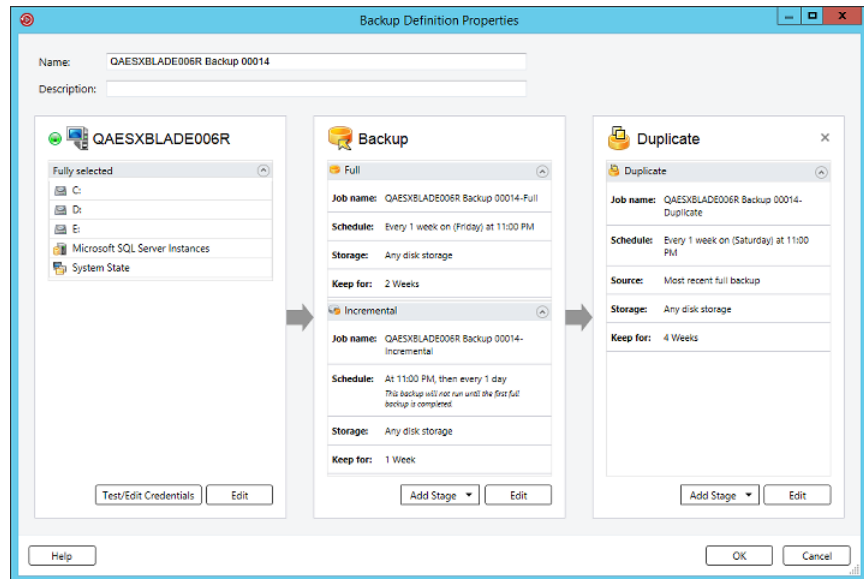 Backup Definition Properties
Name: QAESXBLADE006R Backup 00014
Description:
QAESXBLADE006R
Fully selected
C:
D:
E:
Microsoft SQL Server Instances
System State
Test/Edit Credentials Edit
Backup
Full
Job name: QAESXBLADE006R Backup 00014-Full
Schedule: Every 1 week on (Friday) at 11:00 PM
Storage: Any disk storage
Keep for: 2 Weeks
Incremental
Job name: QAESXBLADE006R Backup 00014-
Incremental
Schedule: At 11:00 PM, then every 1 day
This backup will not run until the first full
backup is completed.
Storage: Any disk storage
Keep for: 1 Week
Add Stage Edit
Duplicate
Duplicate
Job name: QAESXBLADE006R Backup 00014-
Duplicate
Schedule: Every 1 week on (Saturday) at 11:00
PM
Source: Most recent full backup
Storage: Any disk storage
Keep for: 4 Weeks
Add Stage Edit
Help OK Cancel